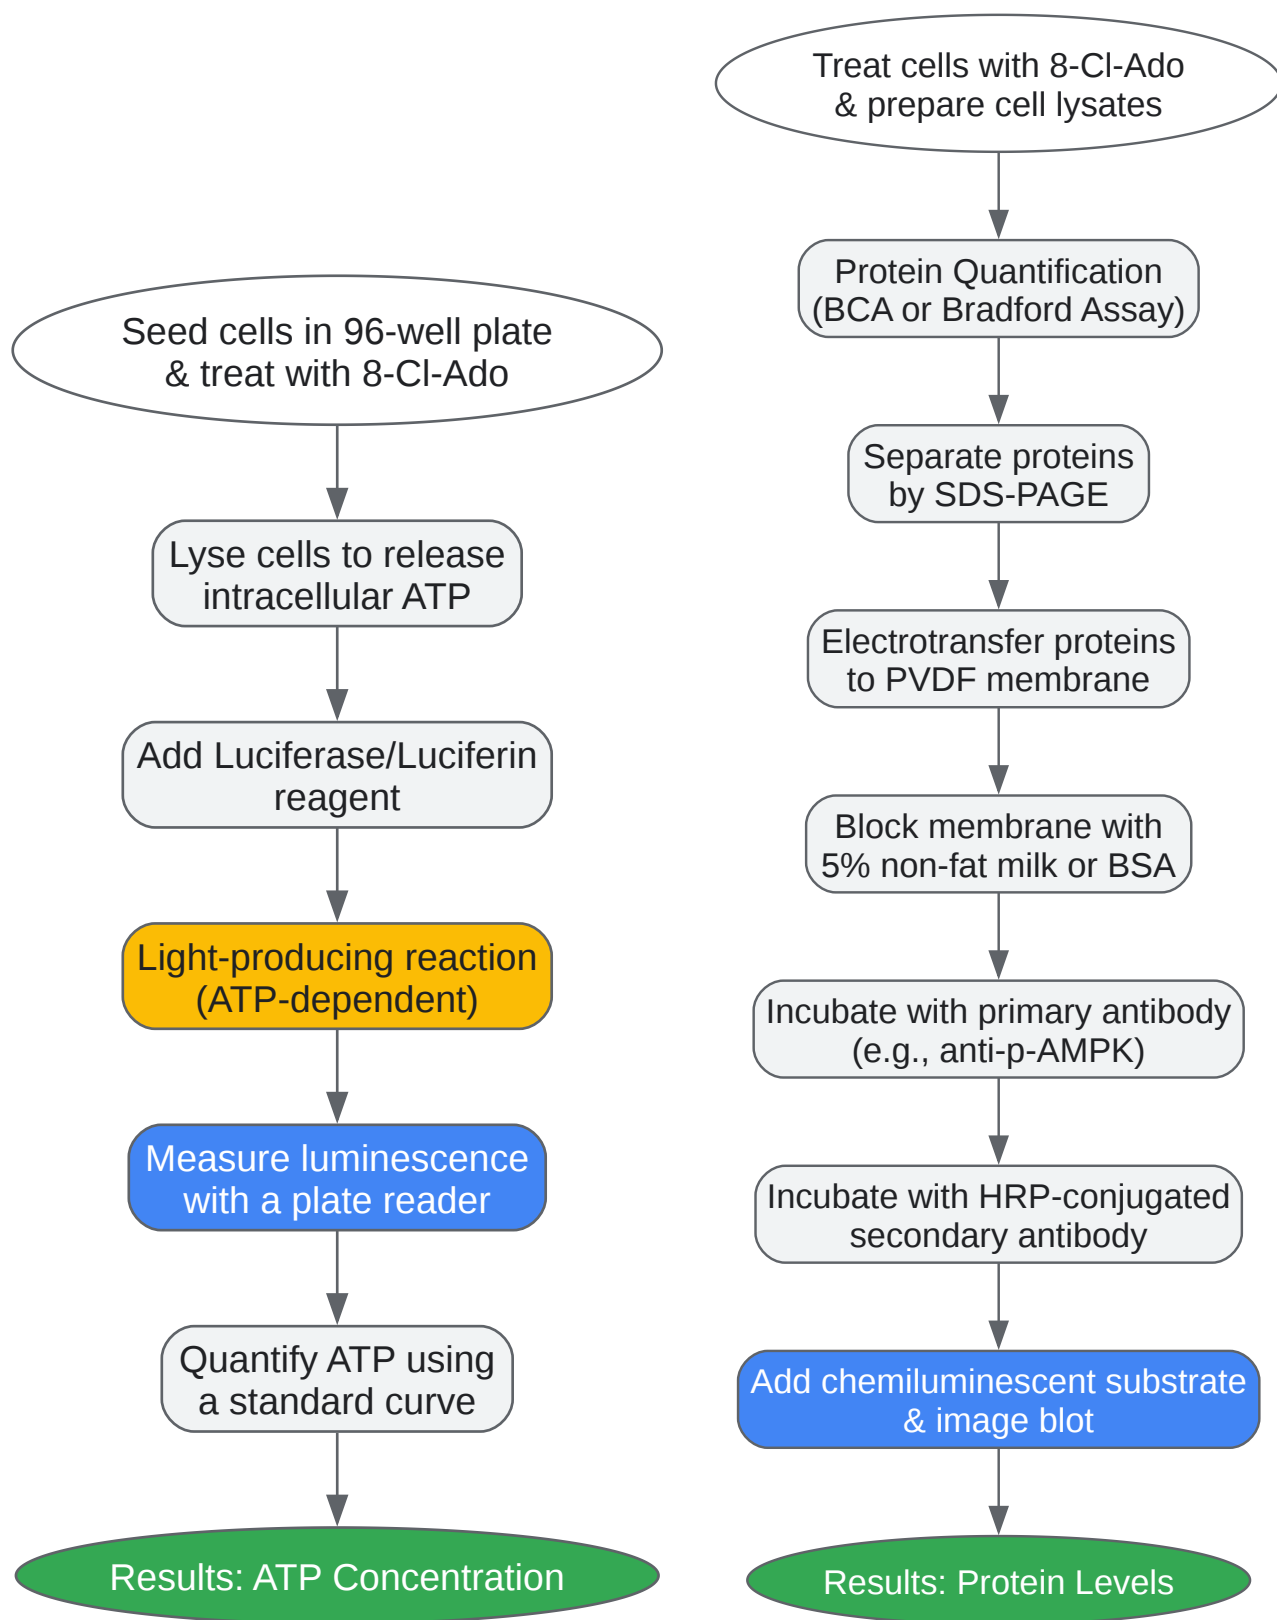 Seed cells in 96-well plate
& treat with 8-Cl-Ado
Lyse cells to release
intracellular ATP
Add Luciferase/Luciferin
reagent
Light-producing reaction
(ATP-dependent)
Measure luminescence
with a plate reader
Quantify ATP using
a standard curve
Results: ATP Concentration
Treat cells with 8-Cl-Ado
& prepare cell lysates
Protein Quantification
(BCA or Bradford Assay)
Separate proteins
by SDS-PAGE
Electrotransfer proteins
to PVDF membrane
Block membrane with
5% non-fat milk or BSA
Incubate with primary antibody
(e.g., anti-p-AMPK)
Incubate with HRP-conjugated
secondary antibody
Add chemiluminescent substrate
& image blot
Results: Protein Levels